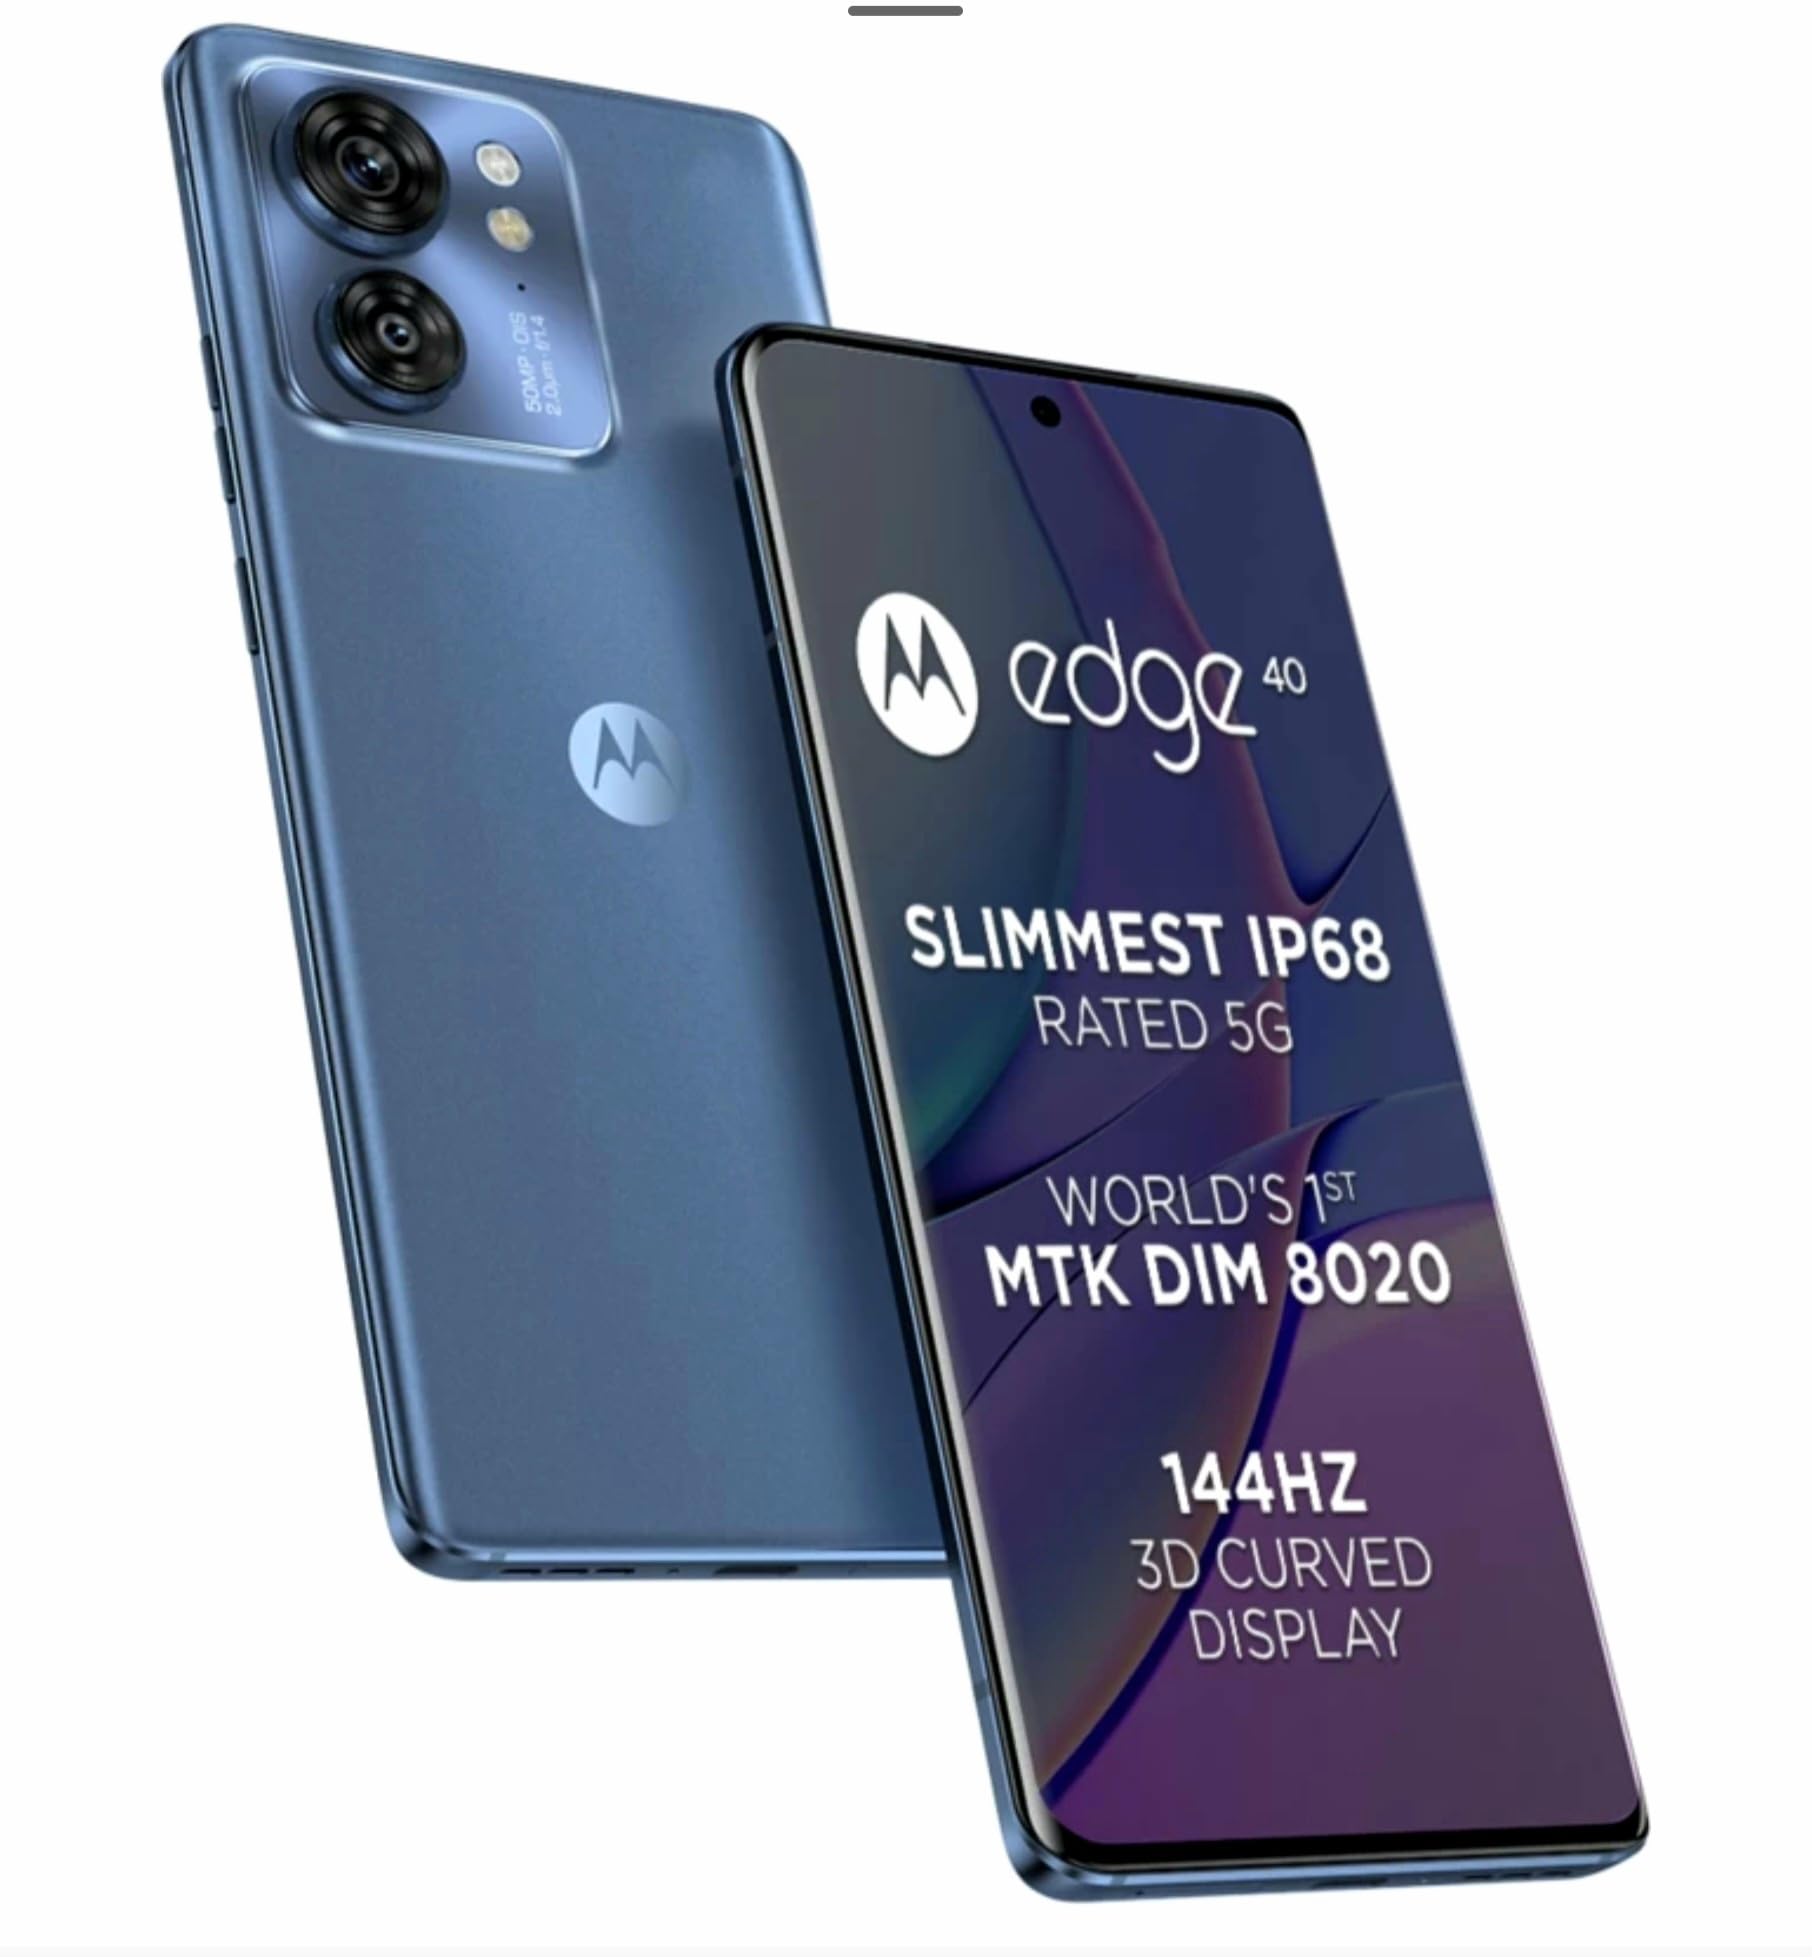 50MP · OIS
2.0μm · f/1.4
edge 40
SLIMMEST IP68
RATED 5G
WORLD'S 1ST
MTK DIM 8020
144HZ
3D CURVED
DISPLAY